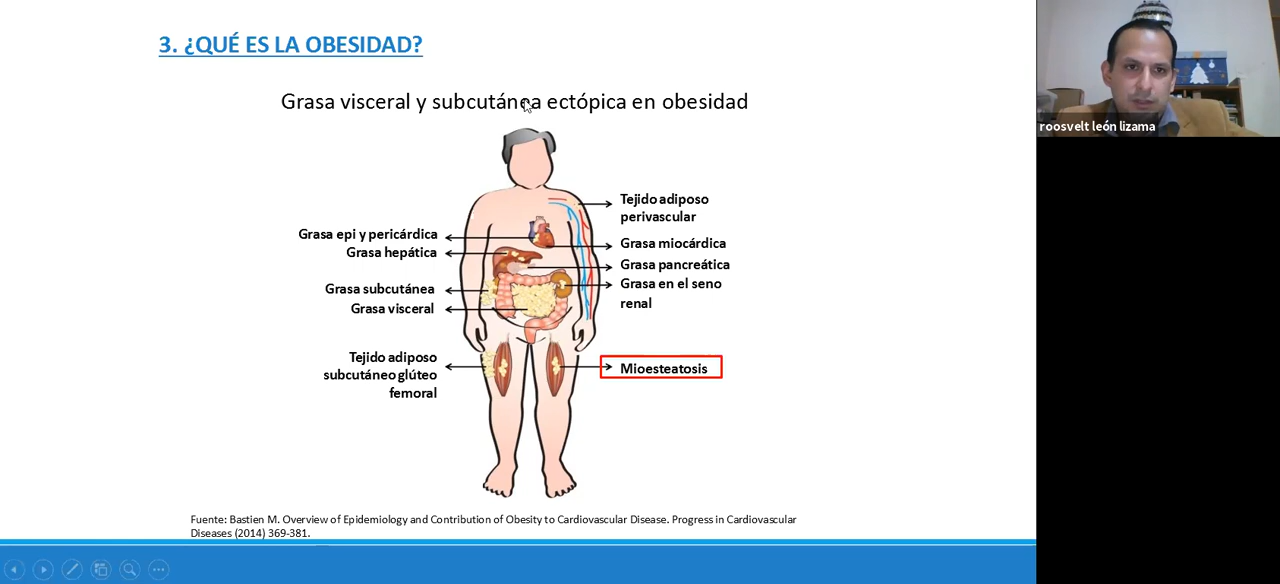 3. ¿QUÉ ES LA OBESIDAD?
Grasa visceral y subcutánea ectópica en obesidad
Tejido adiposo
perivascular
Grasa epi y pericárdica
Grasa miocárdica
Grasa hepática
Grasa pancreática
Grasa en el seno
renal
Grasa subcutánea
Grasa visceral
Tejido adiposo
subcutáneo glúteo
femoral
Mioesteatosis
Fuente: Bastien M. Overview of Epidemiology and Contribution of Obesity to Cardiovascular Disease. Progress in Cardiovascular
Diseases (2014) 369-381.
roosvelt león lizama